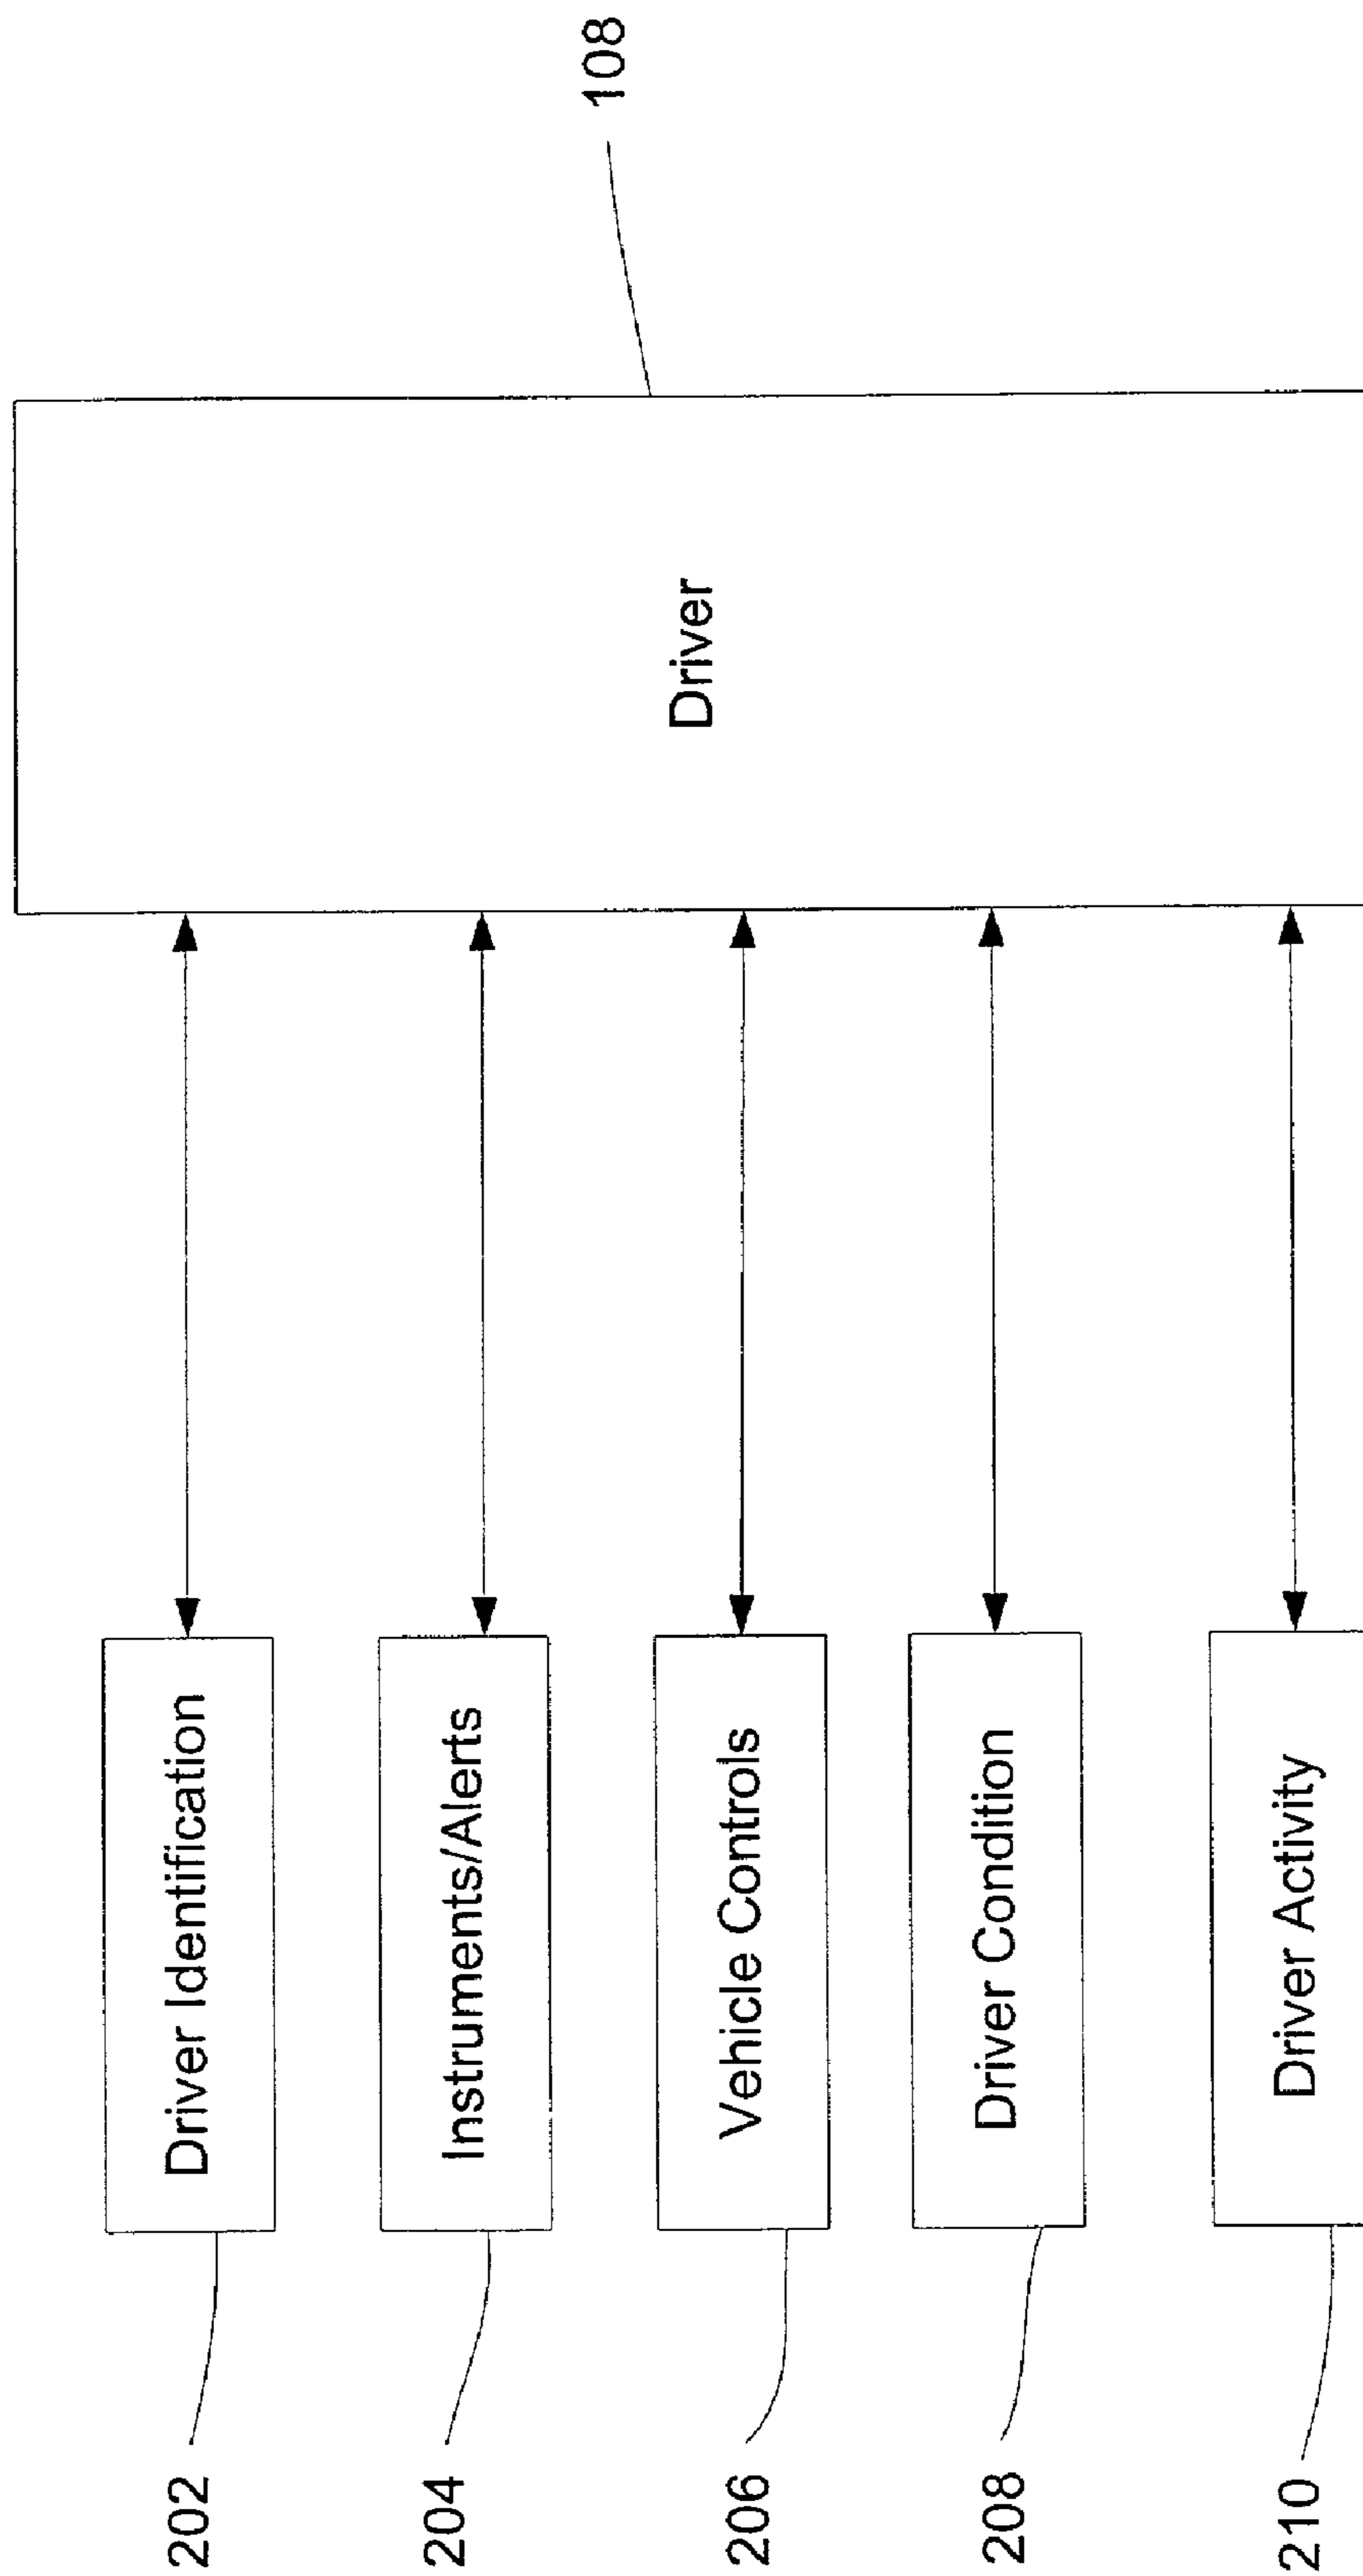 202
Driver Identification
204
Instruments/Alerts
206
Vehicle Controls
208
Driver Condition
210
Driver Activity
Driver
108